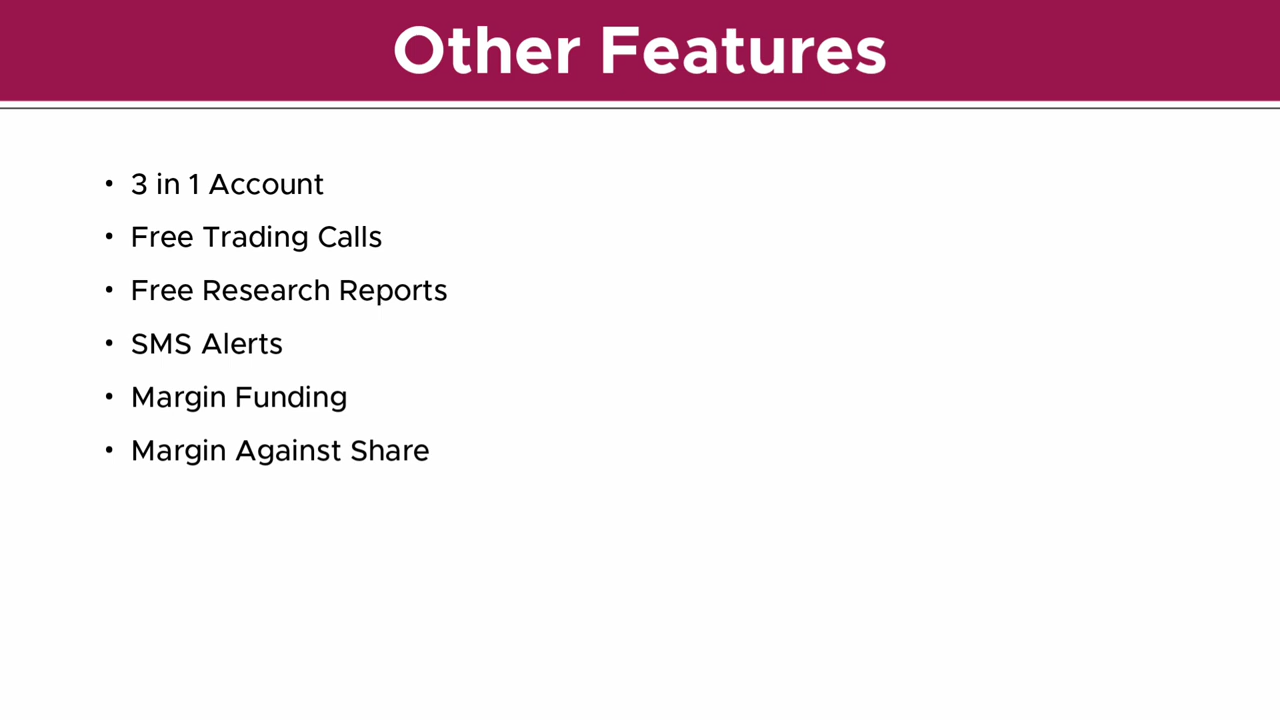 Other Features
• 3 in 1 Account
• Free Trading Calls
• Free Research Reports
• SMS Alerts
• Margin Funding
• Margin Against Share